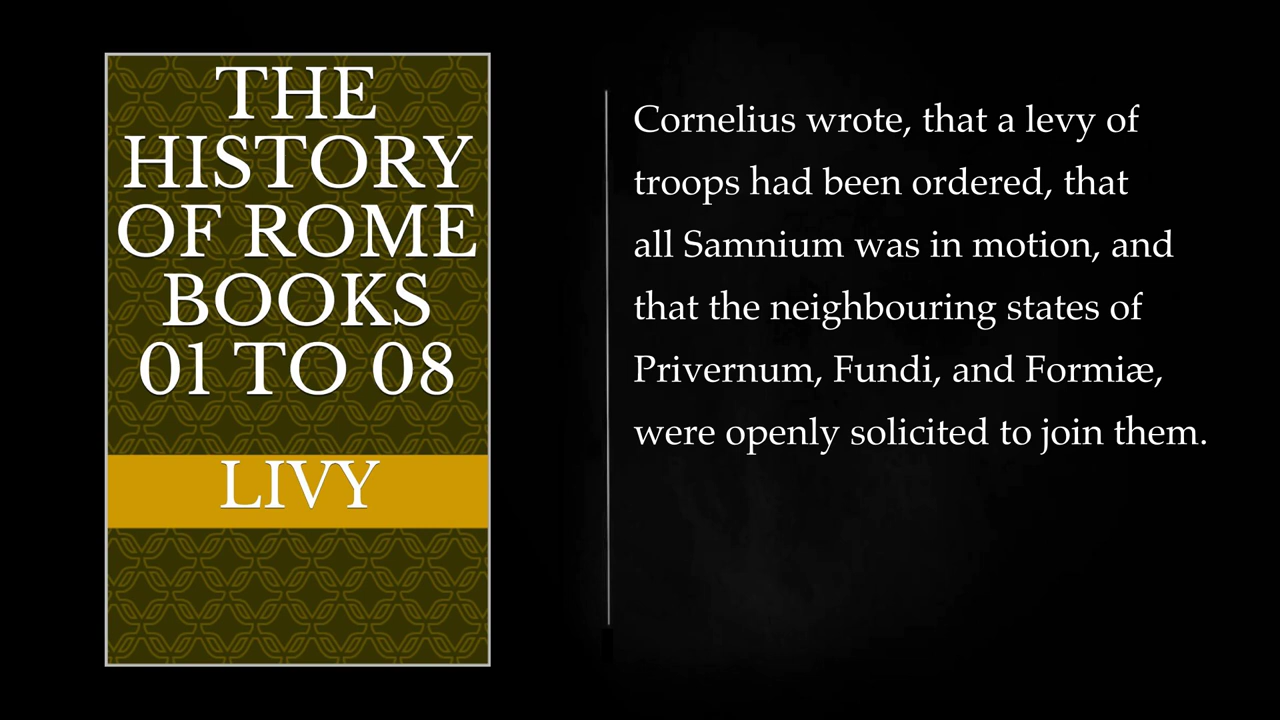 THE
HISTORY
OF ROME
BOOKS
01 TO 08
LIVY
Cornelius wrote, that a levy of
troops had been ordered, that
all Samnium was in motion, and
that the neighbouring states of
Privernum, Fundi, and Formiæ,
were openly solicited to join them.